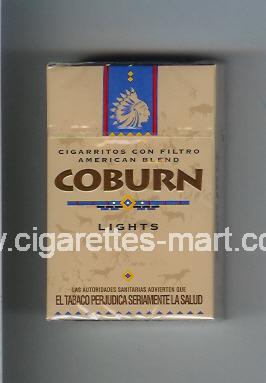 CIGARRITOS CON FILTRO
AMERICAN BLEND
COBURN
www.cigarettes-mart.com
LIGHTS
LAS AUTORIDADES SANITARIAS ADVIERTEN QUE
EL TABACO PERJUDICA SERIAMENTE LA SALUD